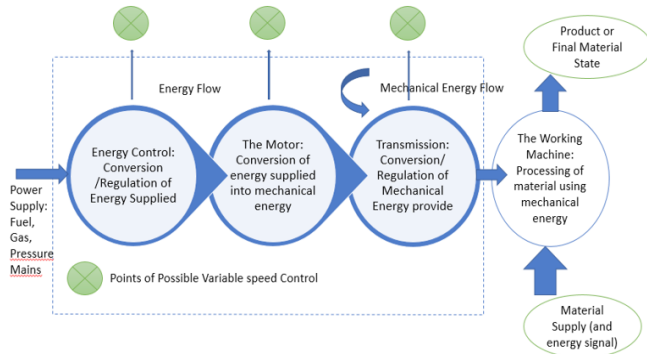 Product or
Final Material
State
Energy Flow
Mechanical Energy Flow
Energy Control:
Conversion
/Regulation of
Energy Supplied
The Motor:
Conversion of
energy supplied
into mechanical
energy
Transmission:
Conversion/
Regulation of
Mechanical
Energy provide
The Working
Machine:
Processing of
material using
mechanical
energy
Power
Supply:
Fuel,
Gas,
Pressure
Mains
Points of Possible Variable speed Control
Material
Supply (and
energy signal)